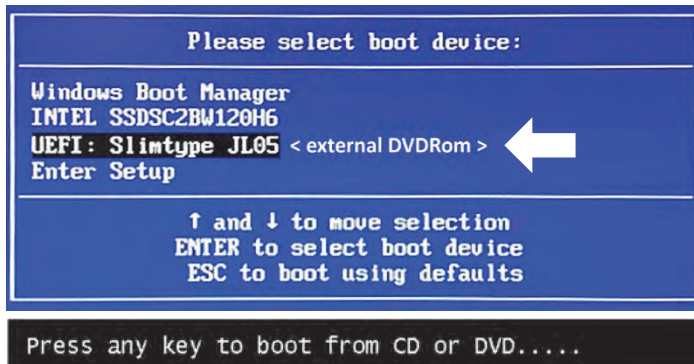 Please select boot device:
Windows Boot Manager
INTEL SSDSC2BW120H6
UEFI: Slimtype JL05 < external DVDRom >
Enter Setup
↑ and ↓ to move selection
ENTER to select boot device
ESC to boot using defaults
Press any key to boot from CD or DVD.....